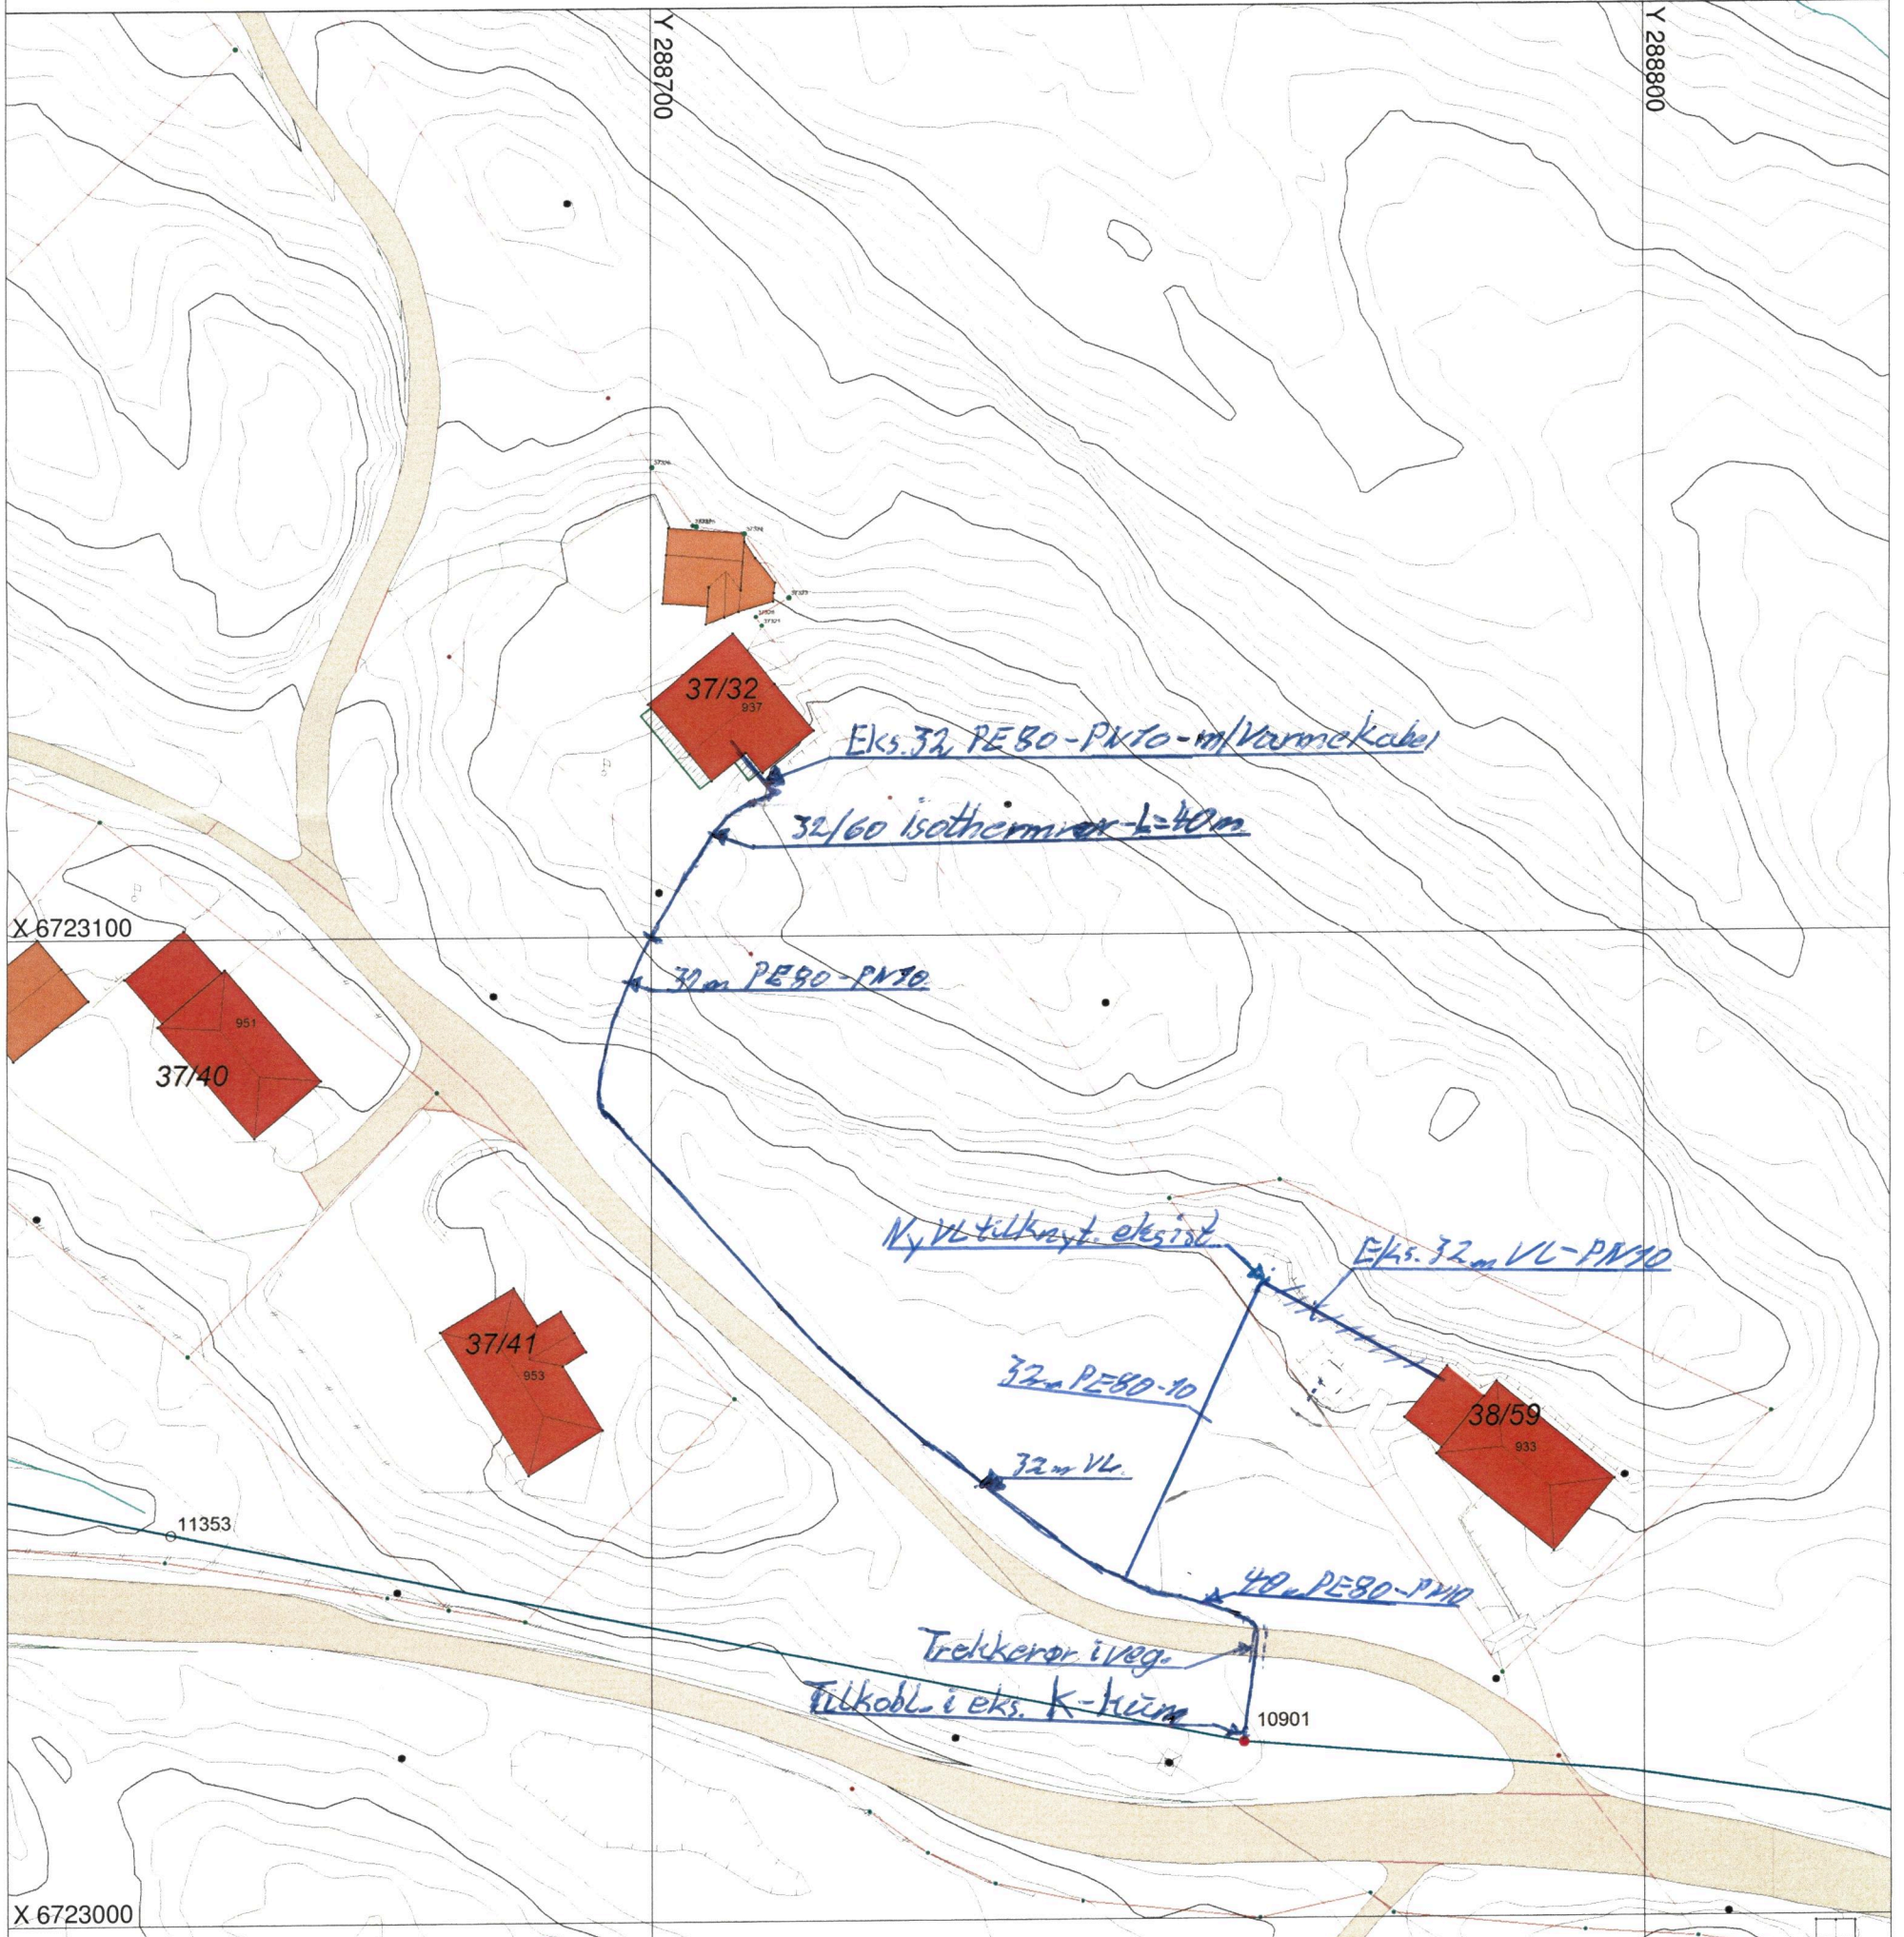 Y 288700
Y 288800
37/32
937
Eks. 32 PE80-PN10-m/Varmekabel
32/60 isothermrør-L=40m
X 6723100
32m PE80-PN10
951
37/40
Ny VL tilknyt. eksist.
Eks. 32m VL-PN10
37/41
953
32m PE80-10
38/59
933
32m VL.
11353
40m PE80-PN10
Trekkerør i veg.
Tilkobl. i eks. K-kum
10901
X 6723000